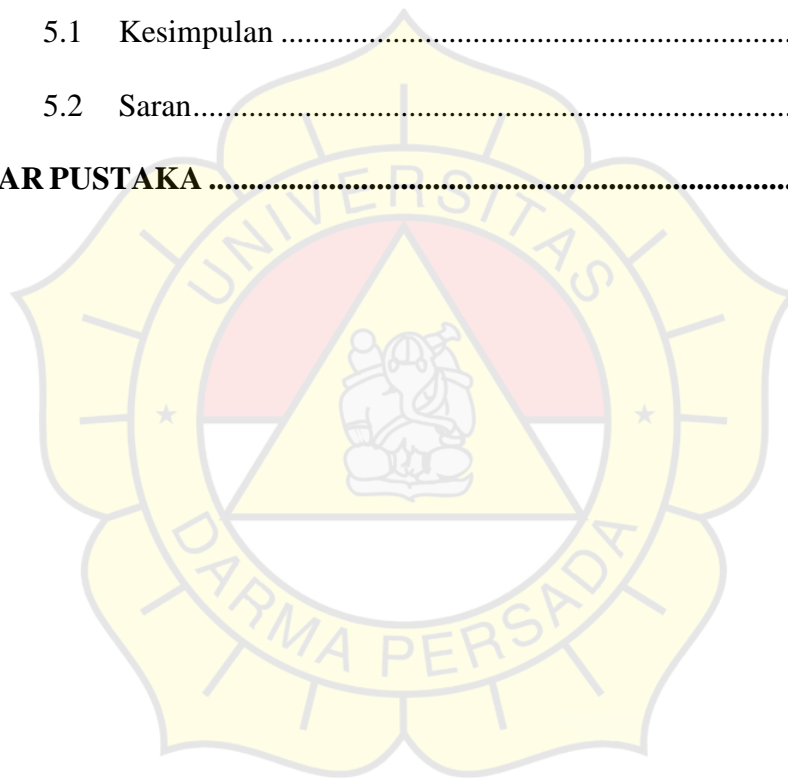 5.1 Kesimpulan ................................................................
5.2 Saran...........................................................................
AR PUSTAKA ........................................................................
UNIVERSITAS
DARMA PERSADA